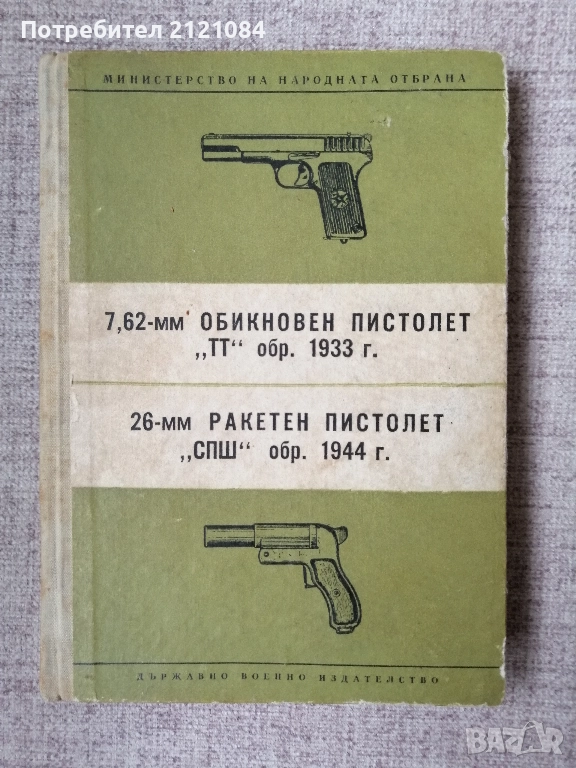 Потребител 2121084
МИНИСТЕРСТВО НА НАРОДНАТА ОТБРАНА
7,62-мм ОБИКНОВЕН ПИСТОЛЕТ
„ТТ“ обр. 1933 г.
26-мм РАКЕТЕН ПИСТОЛЕТ
„СПШ“ обр. 1944 г.
ДЪРЖАВНО ВОЕННО ИЗДАТЕЛСТВО
BAZAR